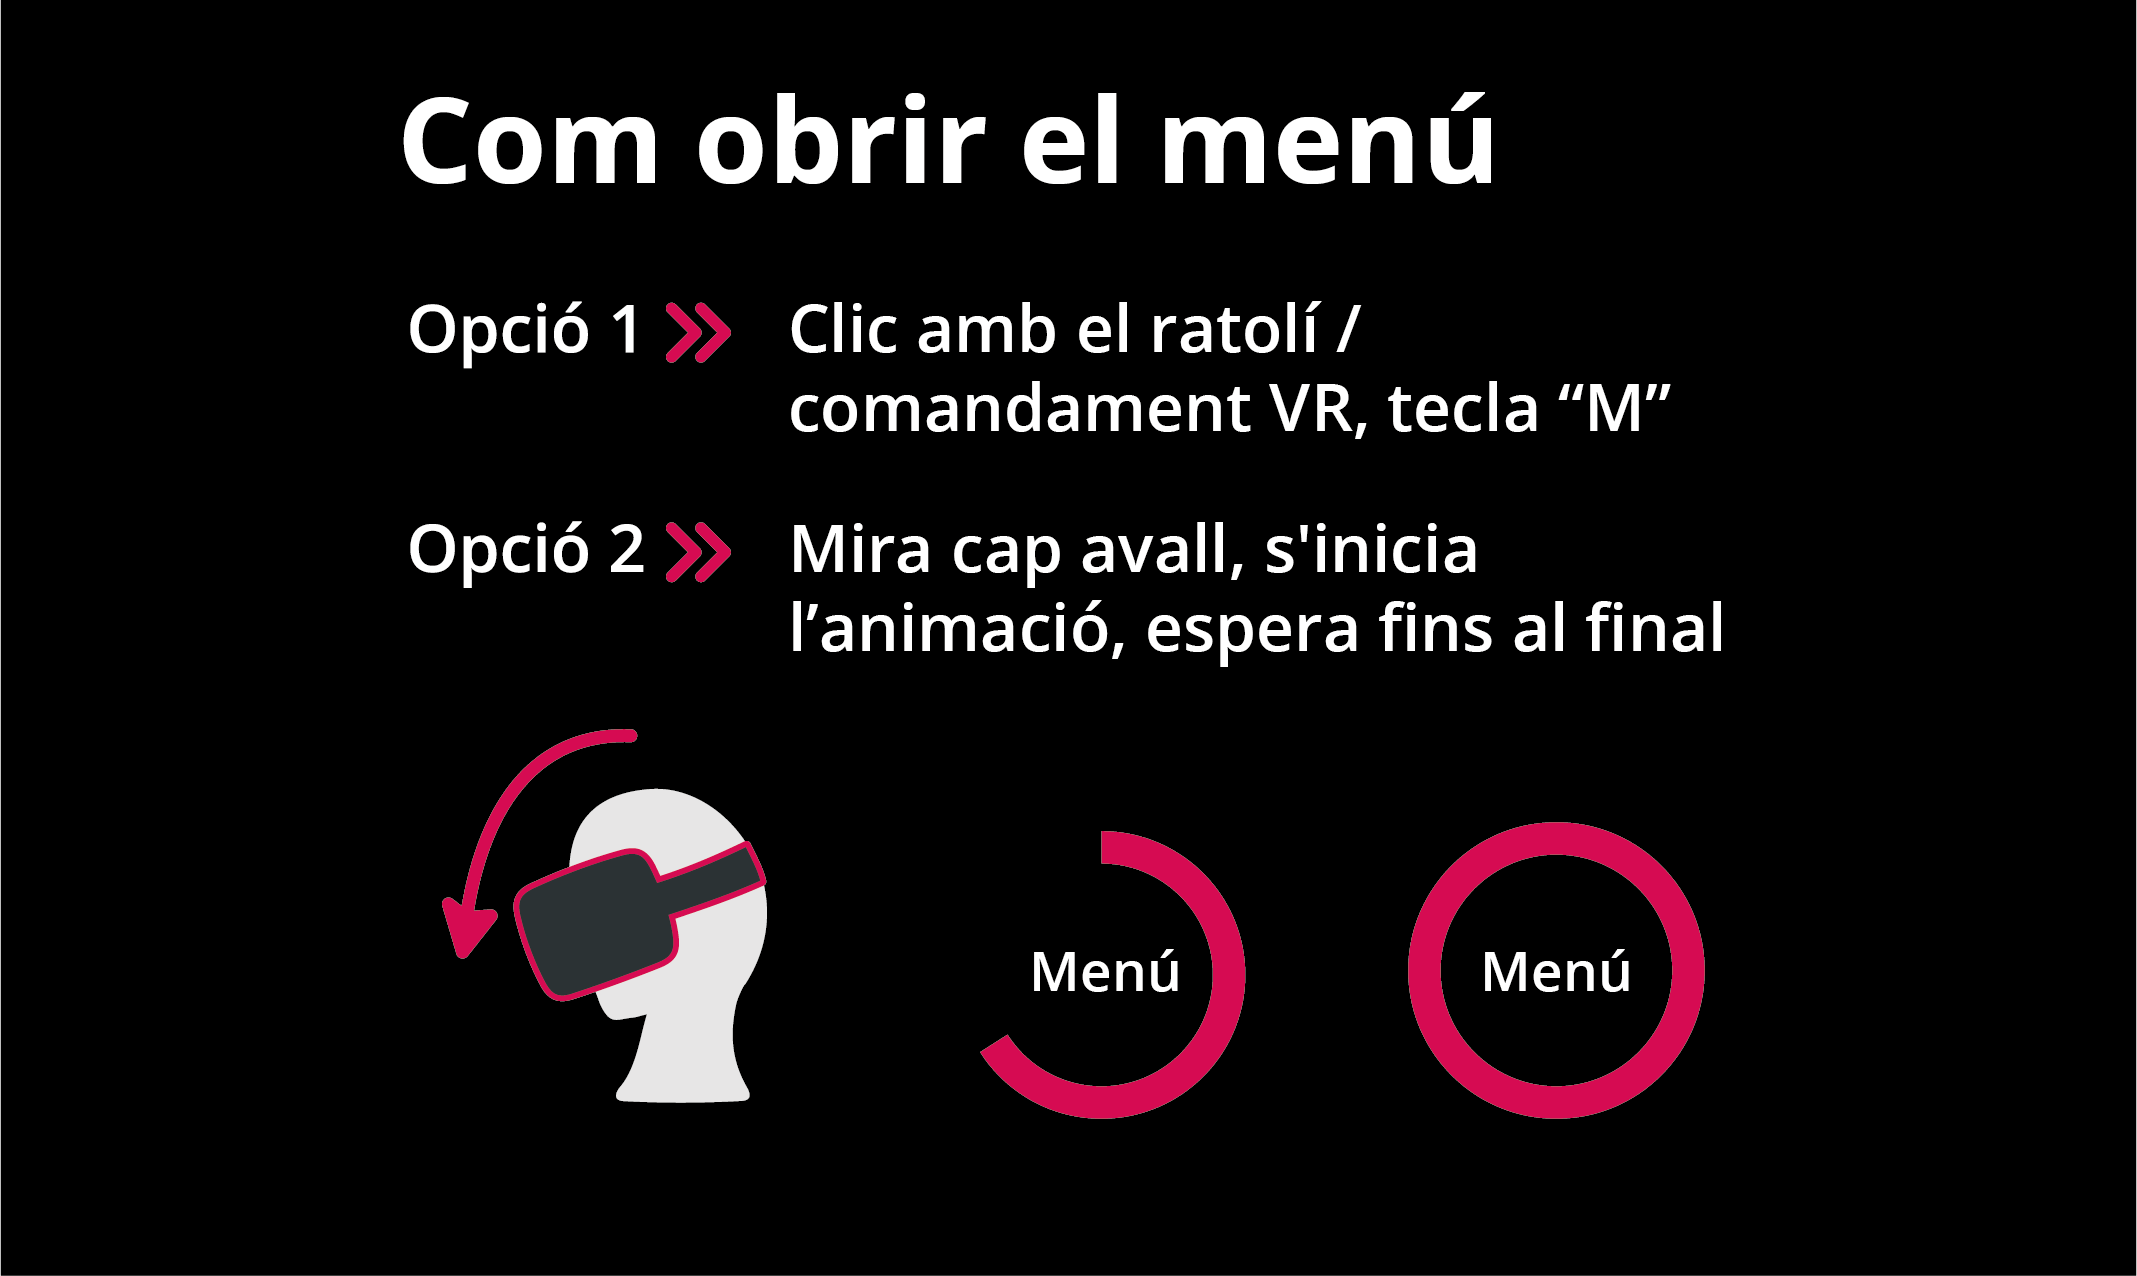 Com obrir el menú
Opció 1
Clic amb el ratolí /
comandament VR, tecla “M”
Opció 2
Mira cap avall, s'inicia
l’animació, espera fins al final
Menú
Menú